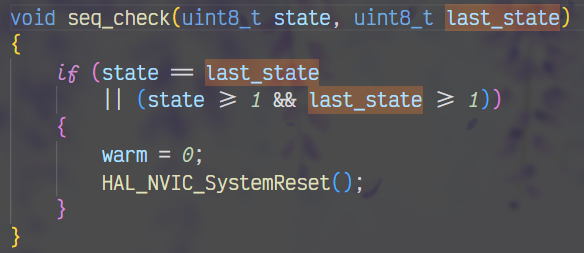 void seq_check(uint8_t state, uint8_t last_state)
{
    if (state == last_state
        || (state >= 1 && last_state >= 1))
    {
        warm = 0;
        HAL_NVIC_SystemReset();
    }
}